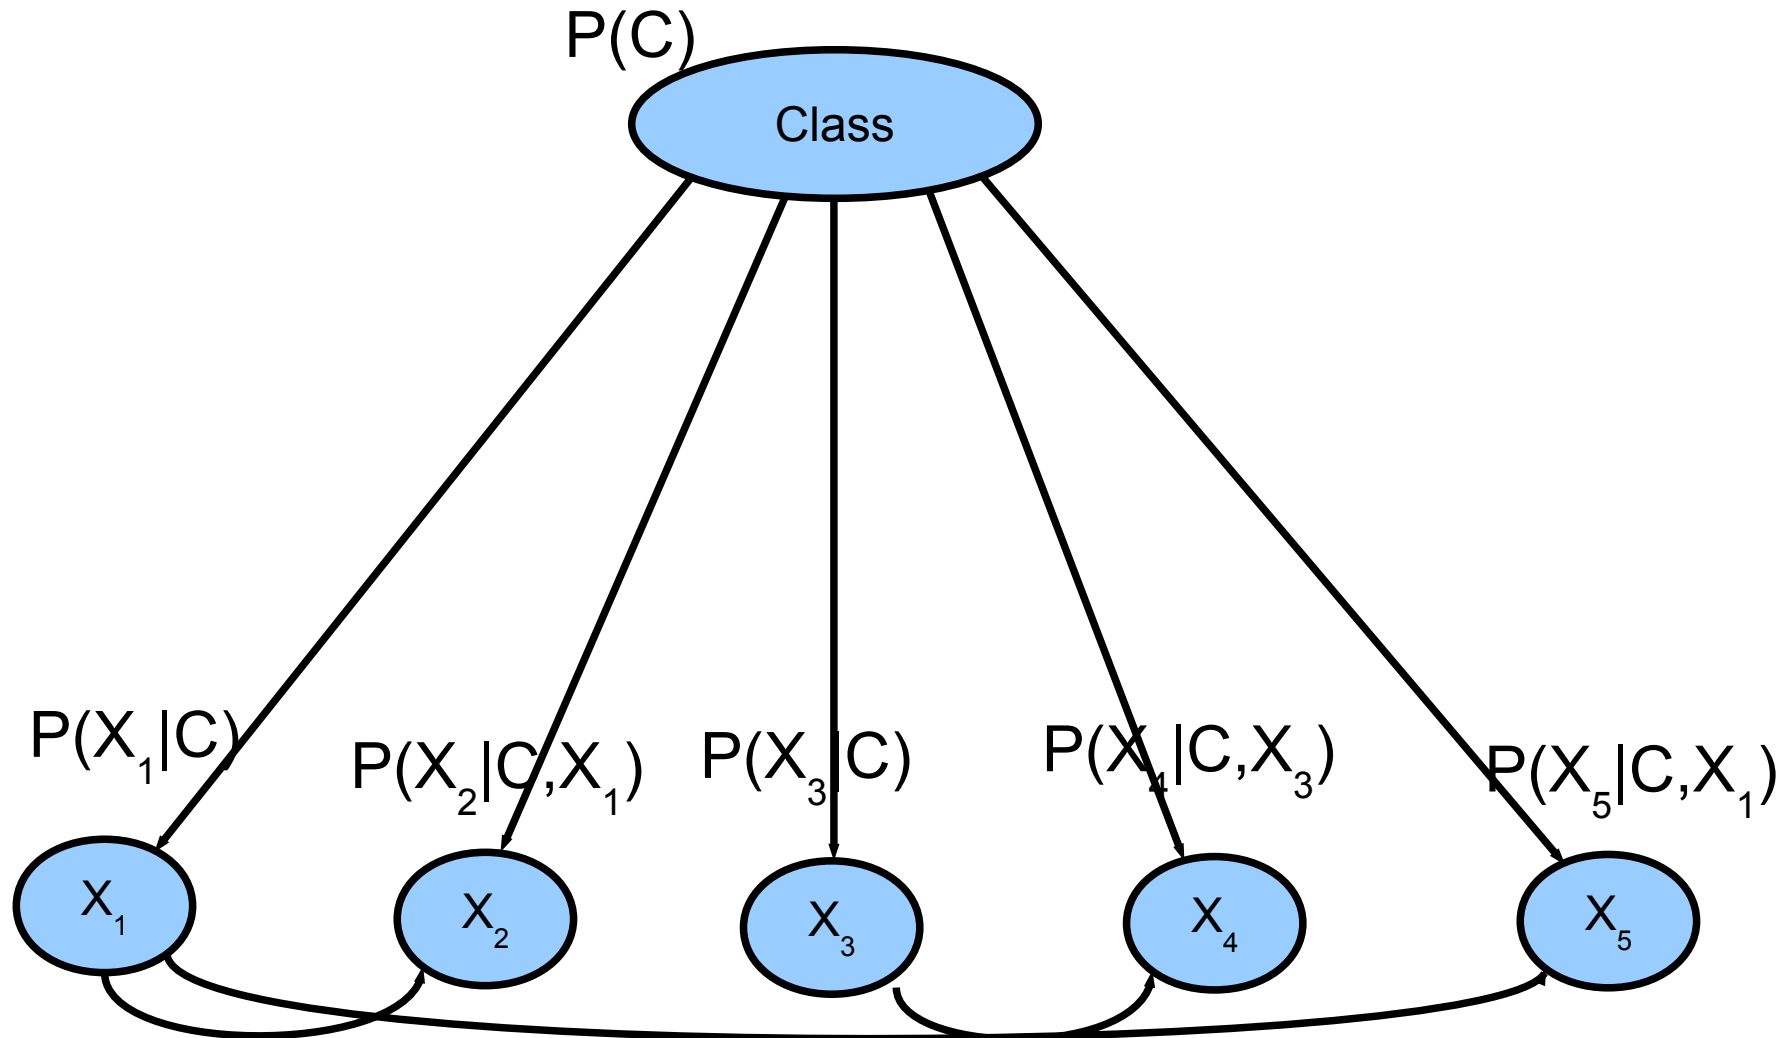 P(C)
Class
P(X₁|C)
P(X₂|C,X₁)
P(X₃|C)
P(X₄|C,X₃)
P(X₅|C,X₁)
X₁
X₂
X₃
X₄
X₅